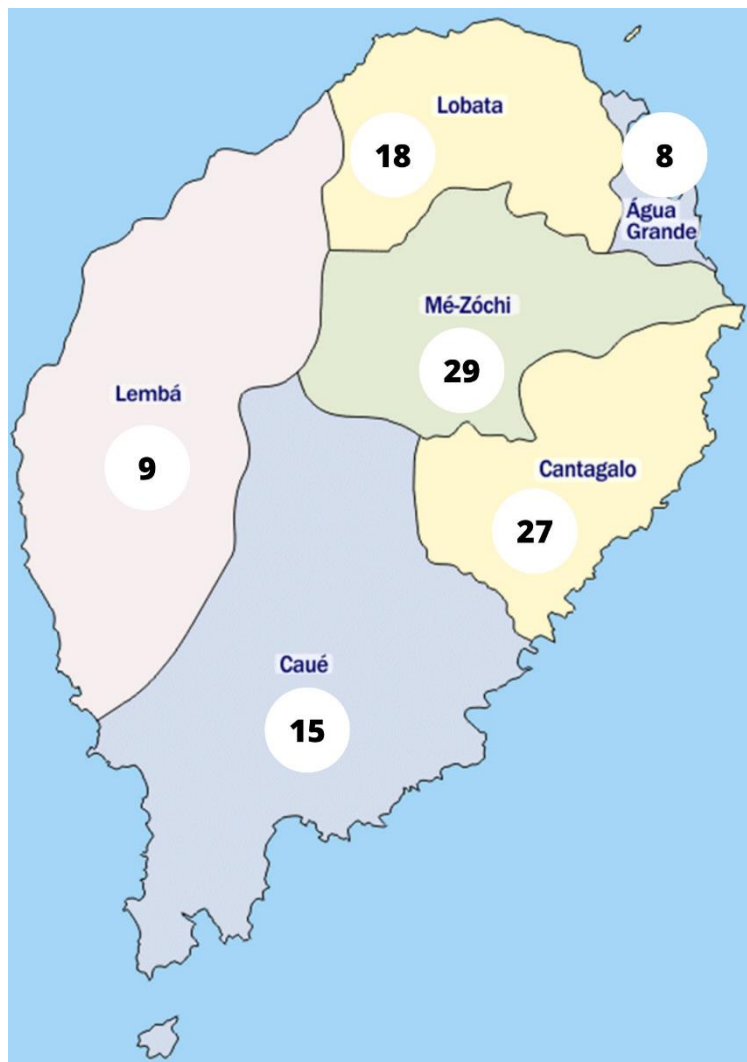 Lobata
18
8
Água
Grande
Mé-Zóchi
29
Lembá
9
Cantagalo
27
Caué
15